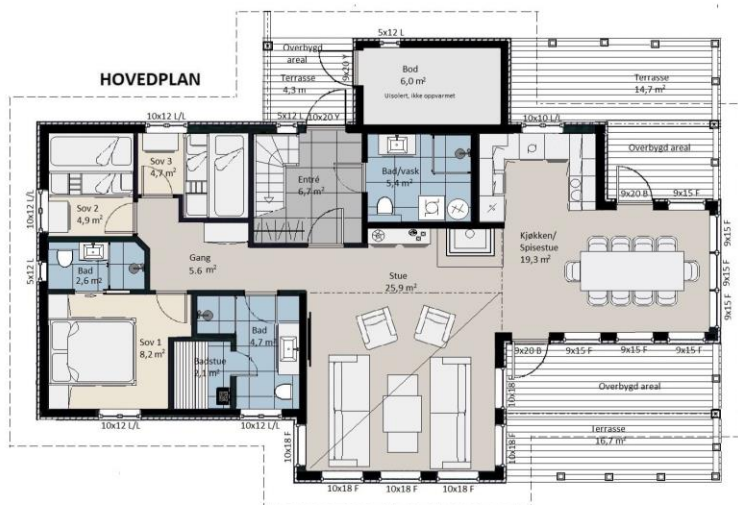 5x12 L
Overbygd
areal
9x20 Y
Bod
6,0 m²
Uisolert, ikke oppvarmet
Terrasse
4,3 m
Terrasse
14,7 m²
HOVEDPLAN
10x12 L/L
5x12 L
10x20 Y
10x10 L/L
Overbygd areal
Sov 3
4,7 m²
Entré
6,7 m²
Bad/vask
5,4 m²
9x20 B
9x15 F
10x12 L/L
Sov 2
4,9 m²
Kjøkken/
Spisestue
19,3 m²
9x15 F
9x15 F
9x15 F
Gang
5.6 m²
Stue
25,9 m²
5x12 L
Bad
2,6 m²
Sov 1
8,2 m²
Bad
4,7 m²
Badstue
2,1 m²
9x20 B
9x15 F
9x15 F
9x15 F
10x18 F
Overbygd areal
10x12 L/L
10x12 L/L
Terrasse
16,7 m²
10x18 F
10x18 F
10x18 F
10x18 F
10x18 F